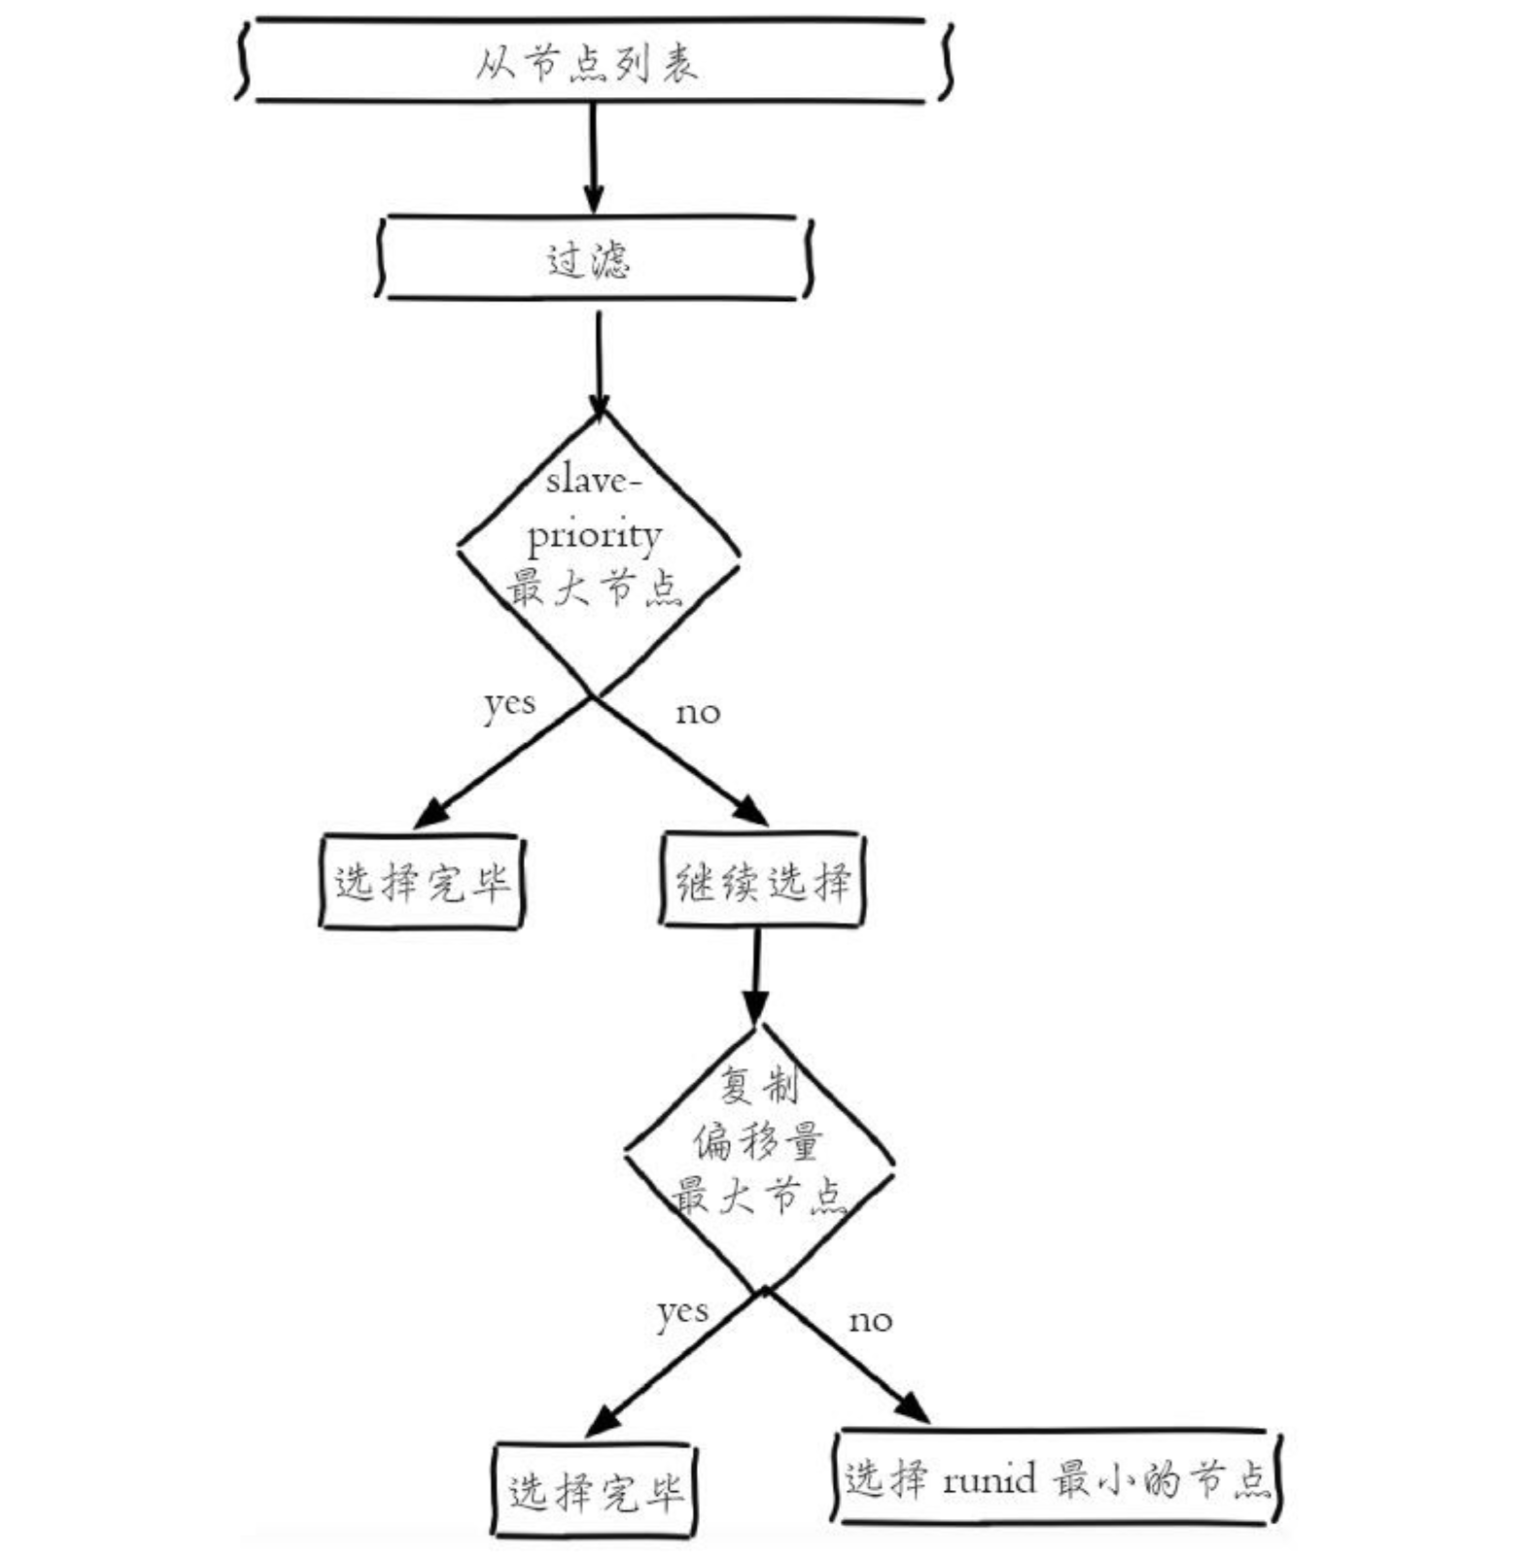 从节点列表
过滤
slave-
priority
最大节点
yes
no
选择完毕
继续选择
复制
偏移量
最大节点
yes
no
选择完毕
选择 runid 最小的节点